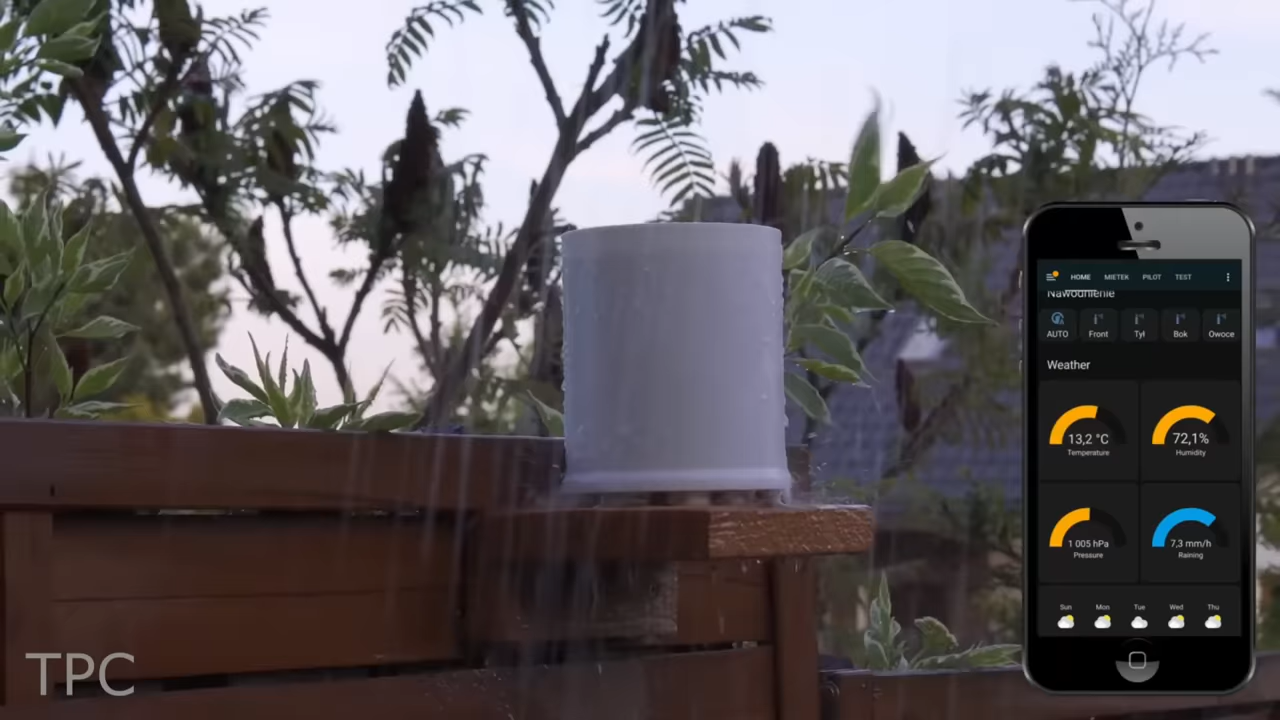 HOME MIETEK PILOT TEST
Nawodnienie
AUTO Front Tył Bok Owoce
Weather
13,2 °C
Temperature
72,1%
Humidity
1 005 hPa
Pressure
7,3 mm/h
Raining
Sun Mon Tue Wed Thu
TPC